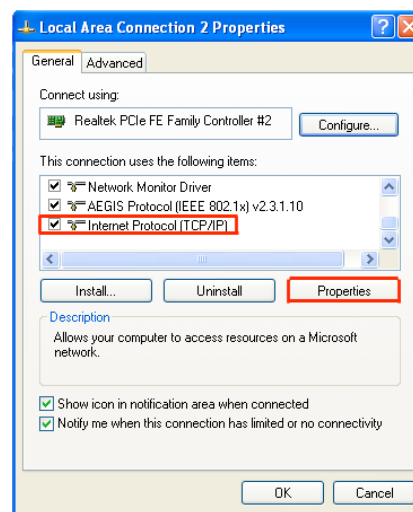 Local Area Connection 2 Properties
General Advanced
Connect using:
Realtek PCIe FE Family Controller #2 Configure...
This connection uses the following items:
Network Monitor Driver
AEGIS Protocol (IEEE 802.1x) v2.3.1.10
Internet Protocol (TCP/IP)
Install... Uninstall Properties
Description
Allows your computer to access resources on a Microsoft
network.
Show icon in notification area when connected
Notify me when this connection has limited or no connectivity
OK Cancel